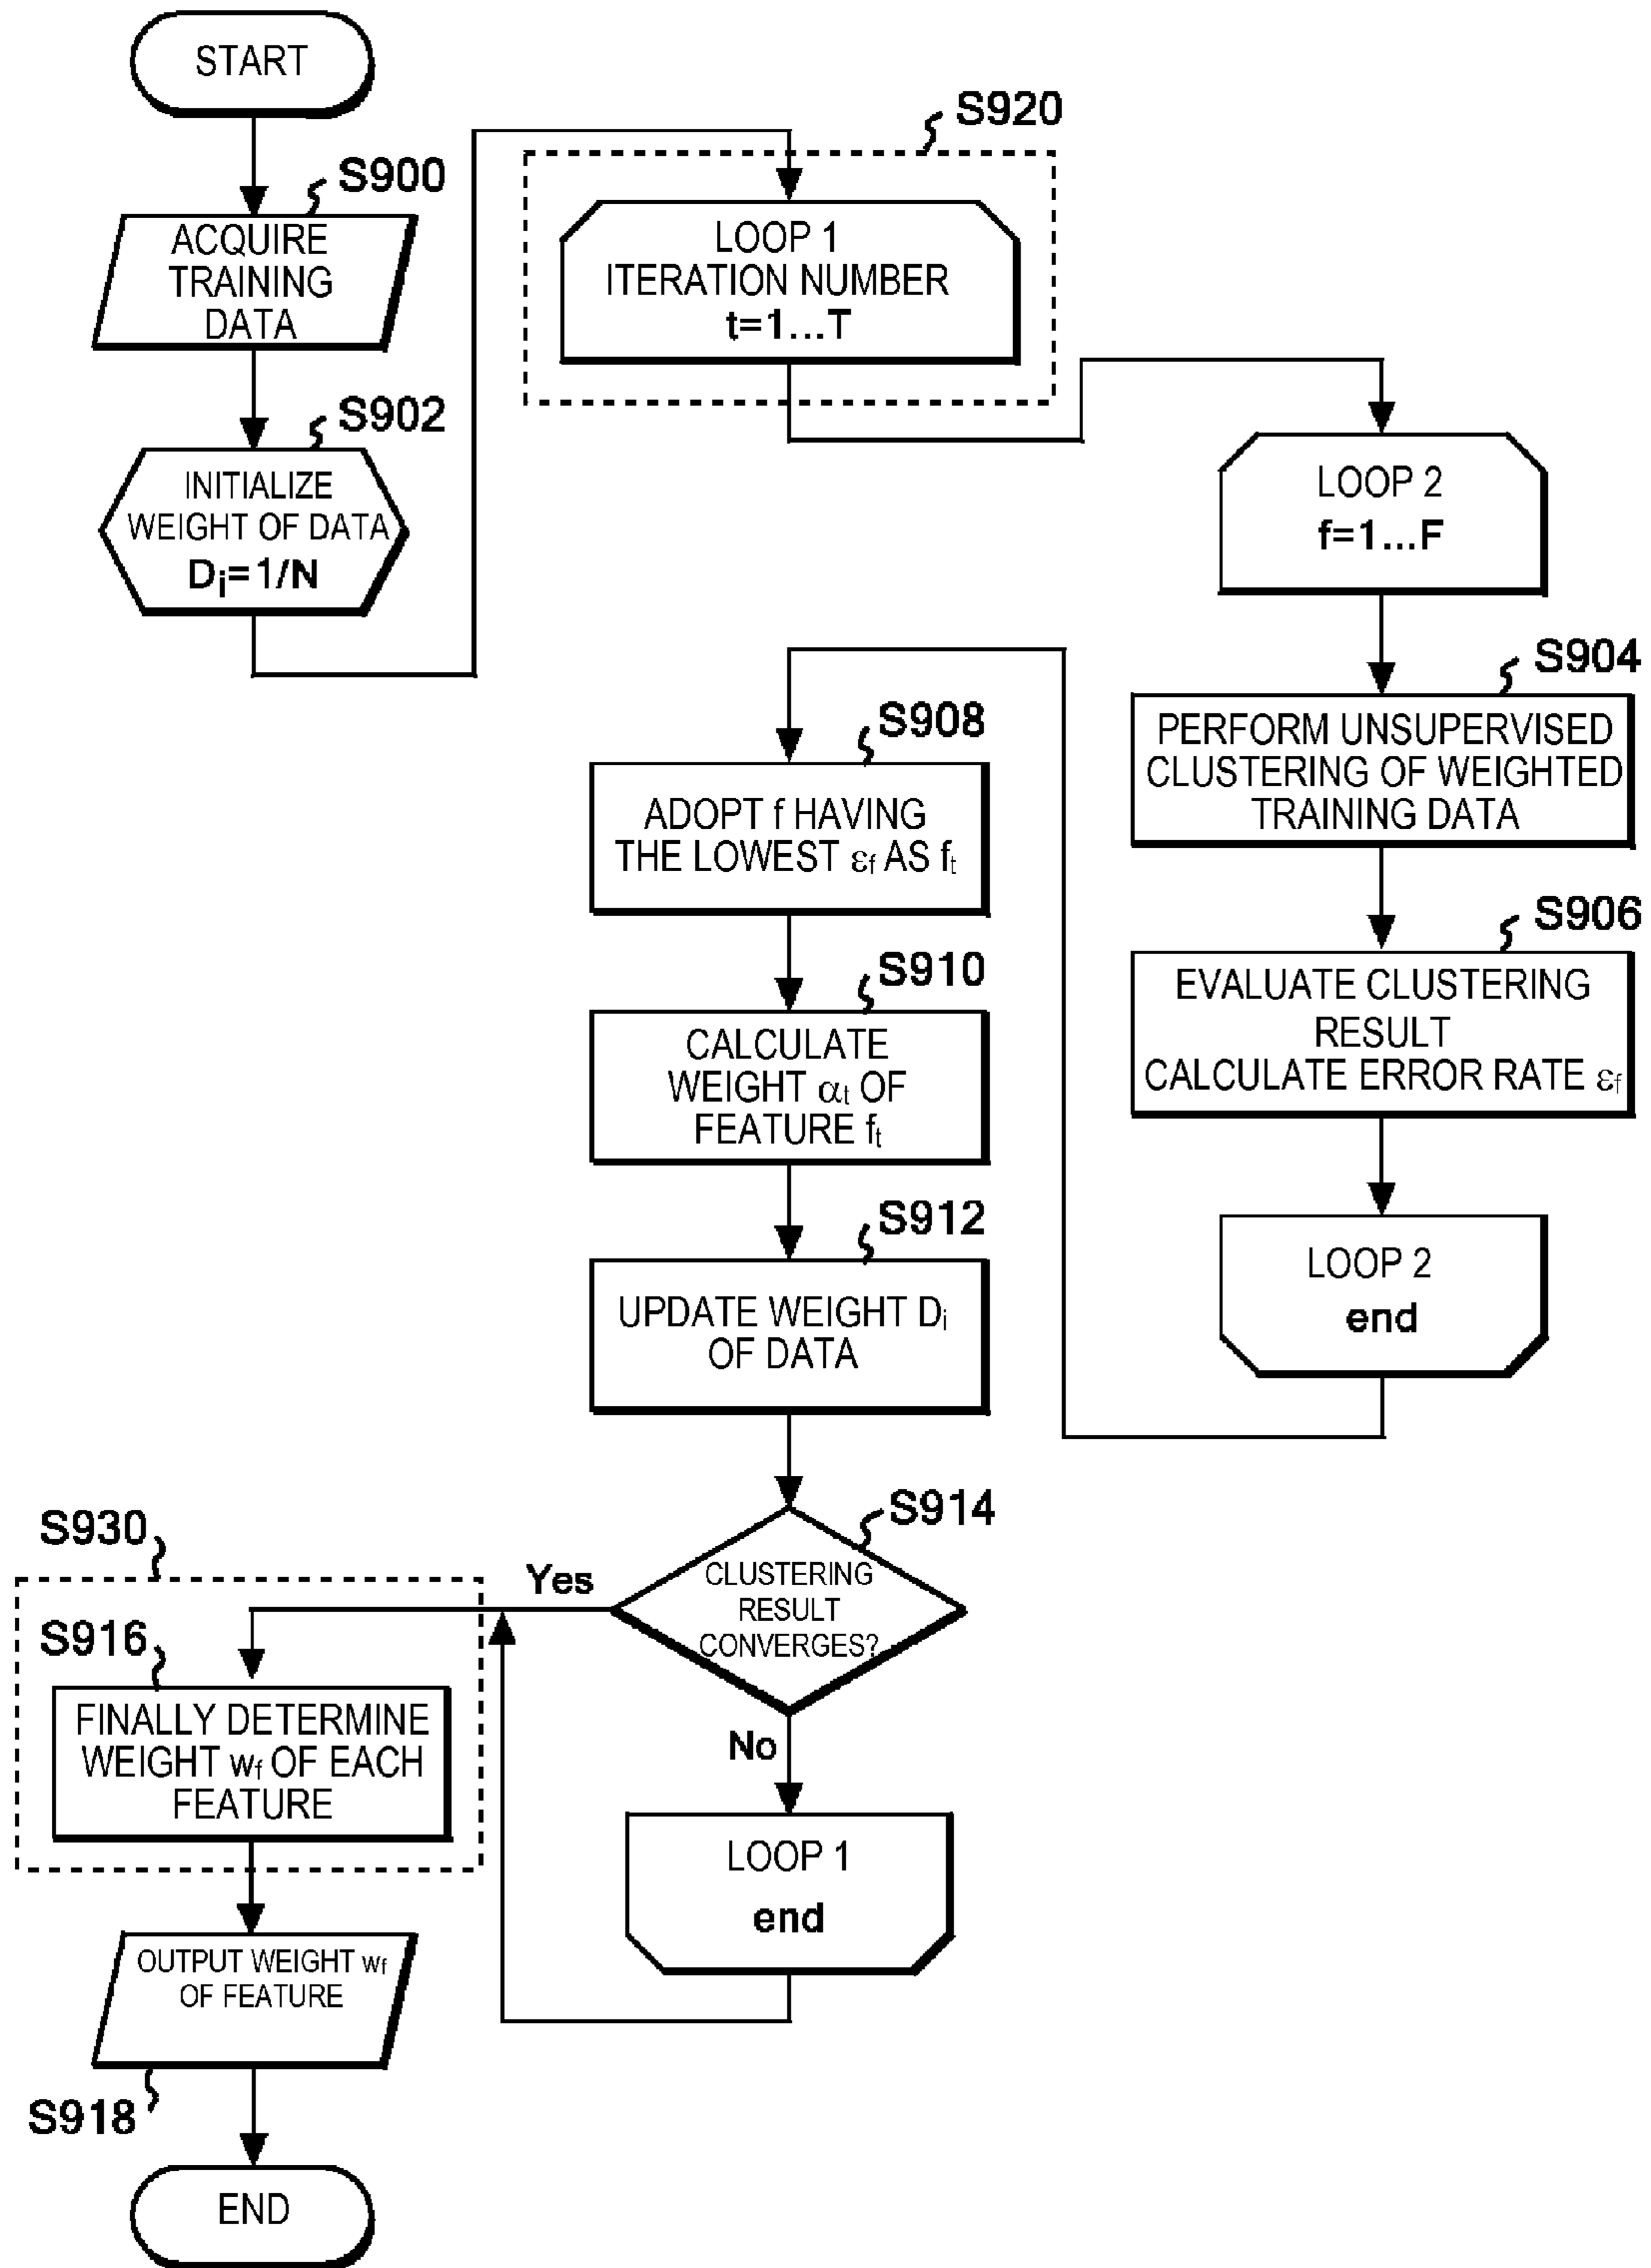 START
S900
ACQUIRE
TRAINING
DATA
S902
INITIALIZE
WEIGHT OF DATA
Di=1/N
S920
LOOP 1
ITERATION NUMBER
t=1...T
LOOP 2
f=1...F
S904
PERFORM UNSUPERVISED
CLUSTERING OF WEIGHTED
TRAINING DATA
S906
EVALUATE CLUSTERING
RESULT
CALCULATE ERROR RATE εf
LOOP 2
end
S908
ADOPT f HAVING
THE LOWEST εf AS ft
S910
CALCULATE
WEIGHT αt OF
FEATURE ft
S912
UPDATE WEIGHT Di
OF DATA
S914
CLUSTERING
RESULT
CONVERGES?
Yes
No
LOOP 1
end
S930
S916
FINALLY DETERMINE
WEIGHT wf OF EACH
FEATURE
OUTPUT WEIGHT wf
OF FEATURE
S918
END